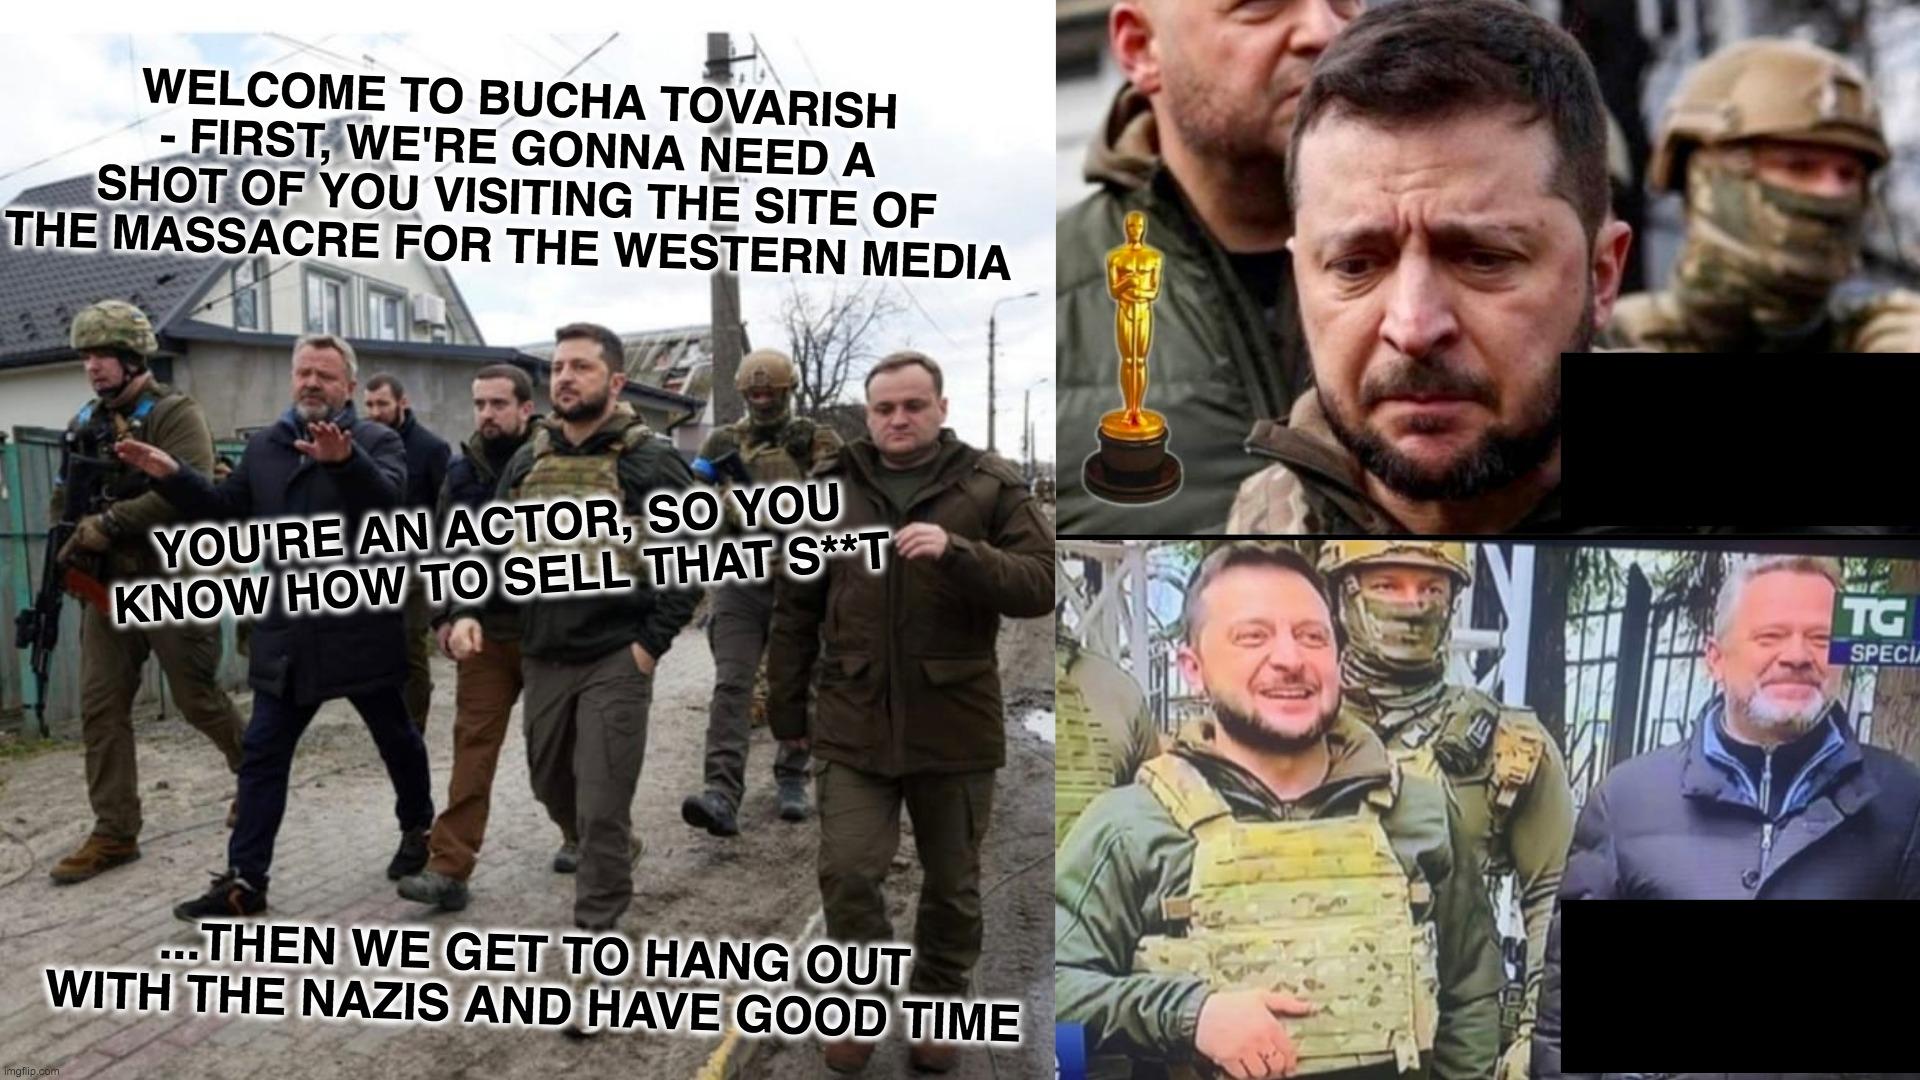 WELCOME TO BUCHA TOVARISH
- FIRST, WE'RE GONNA NEED A
SHOT OF YOU VISITING THE SITE OF
THE MASSACRE FOR THE WESTERN MEDIA
YOU'RE AN ACTOR, SO YOU
KNOW HOW TO SELL THAT S**T
...THEN WE GET TO HANG OUT
WITH THE NAZIS AND HAVE GOOD TIME
TG
SPECIA
imgflip.com